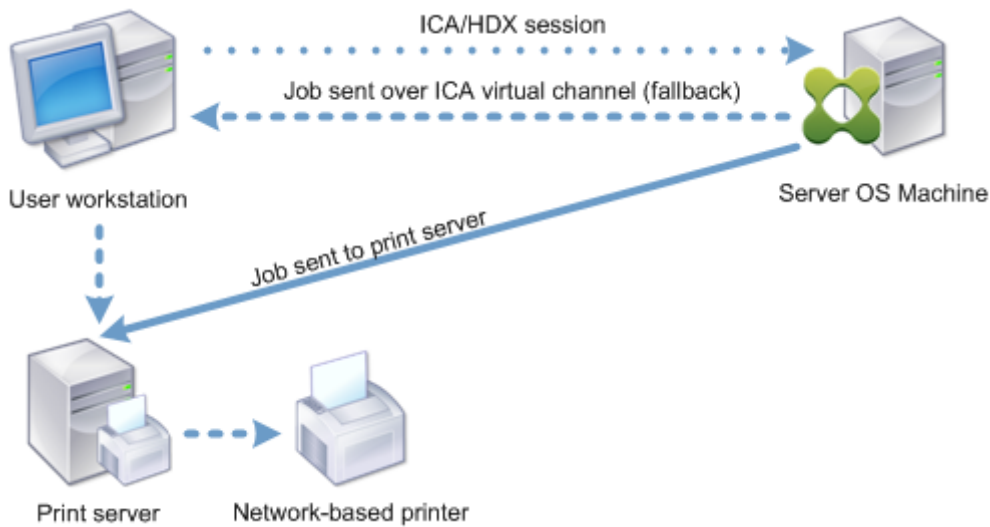 ICA/HDX session
Job sent over ICA virtual channel (fallback)
User workstation
Server OS Machine
Job sent to print server
Print server
Network-based printer